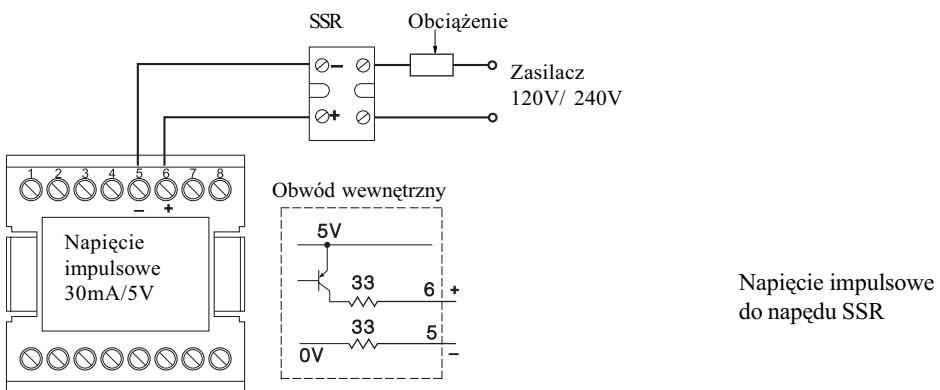 SSR
Obciążenie
Zasilacz
120V/ 240V
−
+
1 2 3 4 5 6 7 8
− +
Napięcie
impulsowe
30mA/5V
Obwód wewnętrzny
5V
33 6 +
33 5
0V −
Napięcie impulsowe
do napędu SSR